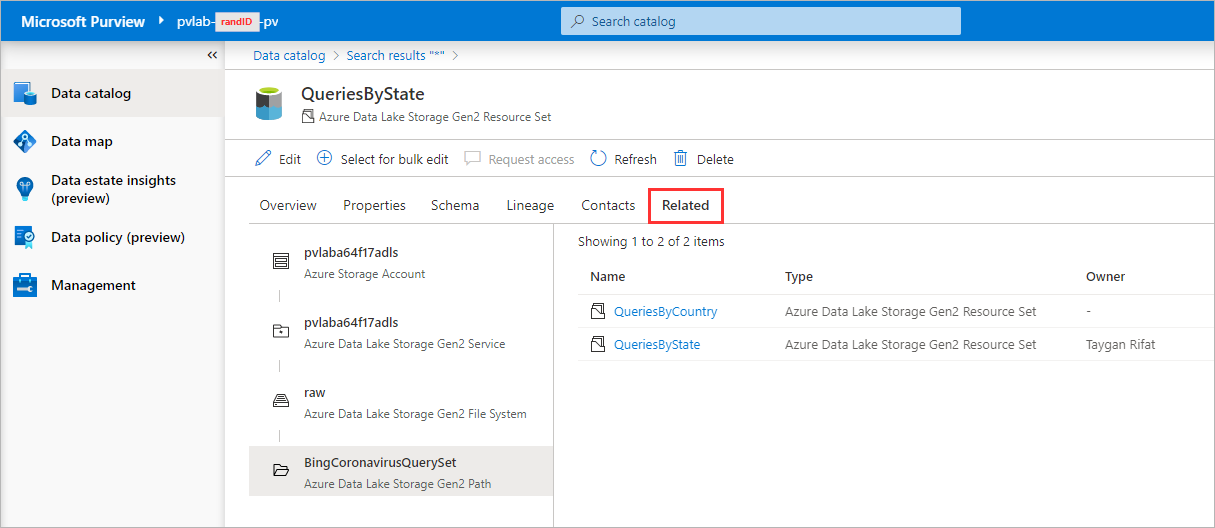 Microsoft Purview pvlab-randID-pv Search catalog
Data catalog Search results "*"
Data catalog
Data map
Data estate insights
(preview)
Data policy (preview)
Management
QueriesByState
Azure Data Lake Storage Gen2 Resource Set
Edit Select for bulk edit Request access Refresh Delete
Overview Properties Schema Lineage Contacts Related
pvlaba64f17adls
Azure Storage Account
pvlaba64f17adls
Azure Data Lake Storage Gen2 Service
raw
Azure Data Lake Storage Gen2 File System
BingCoronavirusQuerySet
Azure Data Lake Storage Gen2 Path
Showing 1 to 2 of 2 items
Name Type Owner
QueriesByCountry Azure Data Lake Storage Gen2 Resource Set -
QueriesByState Azure Data Lake Storage Gen2 Resource Set Taygan Rifat